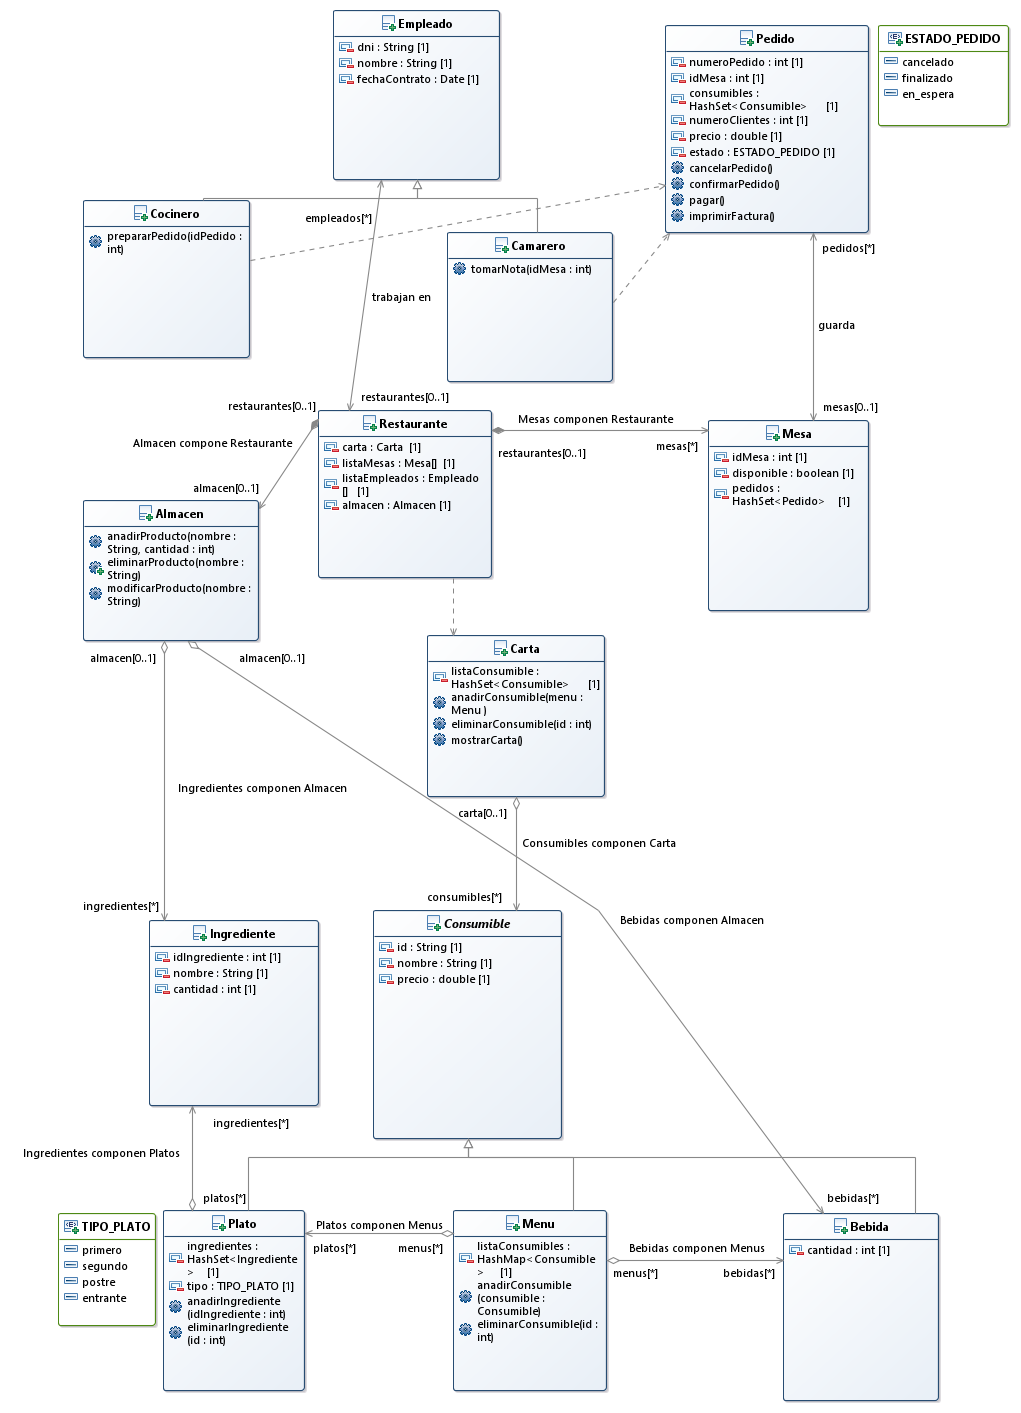 Empleado
dni : String [1]
nombre : String [1]
fechaContrato : Date [1]
Pedido
numeroPedido : int [1]
idMesa : int [1]
consumibles :
HashSet<Consumible> [1]
numeroClientes : int [1]
precio : double [1]
estado : ESTADO_PEDIDO [1]
cancelarPedido()
confirmarPedido()
pagar()
imprimirFactura()
ESTADO_PEDIDO
cancelado
finalizado
en_espera
Cocinero
prepararPedido(idPedido :
int)
empleados[*]
Camarero
tomarNota(idMesa : int)
pedidos[*]
trabajan en
guarda
restaurantes[0..1]
restaurantes[0..1]
mesas[0..1]
Almacen compone Restaurante
almacen[0..1]
Restaurante
carta : Carta [1]
listaMesas : Mesa[] [1]
listaEmpleados : Empleado
[] [1]
almacen : Almacen [1]
Mesas componen Restaurante
restaurantes[0..1]
mesas[*]
Mesa
idMesa : int [1]
disponible : boolean [1]
pedidos :
HashSet<Pedido> [1]
Almacen
anadirProducto(nombre :
String, cantidad : int)
eliminarProducto(nombre :
String)
modificarProducto(nombre :
String)
almacen[0..1]
almacen[0..1]
Carta
listaConsumible :
HashSet<Consumible> [1]
anadirConsumible(menu :
Menu )
eliminarConsumible(id : int)
mostrarCarta()
Ingredientes componen Almacen
carta[0..1]
Consumibles componen Carta
consumibles[*]
ingredientes[*]
Bebidas componen Almacen
Ingrediente
idIngrediente : int [1]
nombre : String [1]
cantidad : int [1]
Consumible
id : String [1]
nombre : String [1]
precio : double [1]
ingredientes[*]
Ingredientes componen Platos
platos[*]
bebidas[*]
TIPO_PLATO
primero
segundo
postre
entrante
Plato
ingredientes :
HashSet<Ingrediente
> [1]
tipo : TIPO_PLATO [1]
anadirIngrediente
(idIngrediente : int)
eliminarIngrediente
(id : int)
Platos componen Menus
platos[*]
menus[*]
Menu
listaConsumibles :
HashMap<Consumible
> [1]
anadirConsumible
(consumible :
Consumible)
eliminarConsumible(id :
int)
Bebidas componen Menus
menus[*]
bebidas[*]
Bebida
cantidad : int [1]